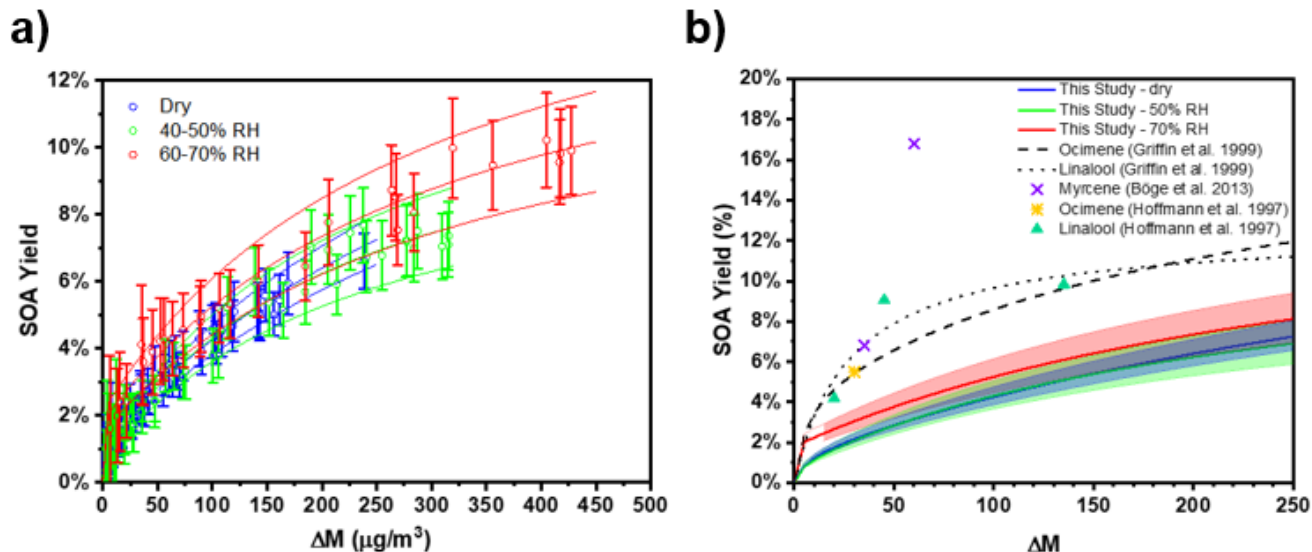 a)
12%
10%
8%
6%
4%
2%
0%
SOA Yield
Dry
40-50% RH
60-70% RH
0 50 100 150 200 250 300 350 400 450 500
ΔM (μg/m³)
b)
20%
18%
16%
14%
12%
10%
8%
6%
4%
2%
0%
SOA Yield (%)
This Study - dry
This Study - 50% RH
This Study - 70% RH
Ocimene (Griffin et al. 1999)
Linalool (Griffin et al. 1999)
Myrcene (Böge et al. 2013)
Ocimene (Hoffmann et al. 1997)
Linalool (Hoffmann et al. 1997)
0 50 100 150 200 250
ΔM